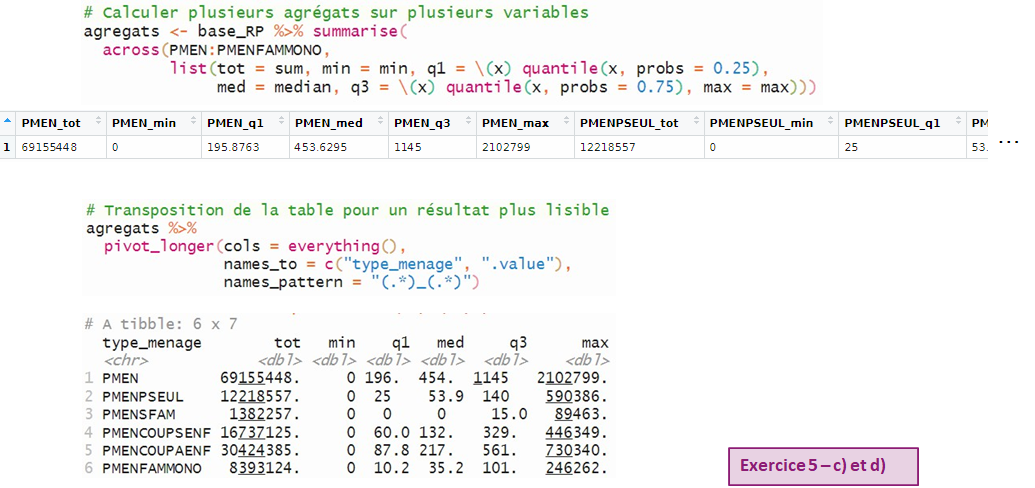 # Calculer plusieurs agrégats sur plusieurs variables
agregats <- base_RP %>% summarise(
across(PMEN:PMENFAMMONO,
list(tot = sum, min = min, q1 = \(x) quantile(x, probs = 0.25),
med = median, q3 = \(x) quantile(x, probs = 0.75), max = max)))
PMEN_tot PMEN_min PMEN_q1 PMEN_med PMEN_q3 PMEN_max PMENPSEUL_tot PMENPSEUL_min PMENPSEUL_q1 PM
1 69155448 0 195.8763 453.6295 1145 2102799 12218557 0 25 53. ...
# Transposition de la table pour un résultat plus lisible
agregats %>%
pivot_longer(cols = everything(),
names_to = c("type_menage", ".value"),
names_pattern = "(.*)_(.*)")
# A tibble: 6 x 7
type_menage tot min q1 med q3 max
<chr> <dbl> <dbl> <dbl> <dbl> <dbl> <dbl>
1 PMEN 69155448. 0 196. 454. 1145 2102799.
2 PMENPSEUL 12218557. 0 25 53.9 140 590386.
3 PMENSFAM 1382257. 0 0 0 15.0 89463.
4 PMENCOUPSENF 16737125. 0 60.0 132. 329. 446349.
5 PMENCOUPAENF 30424385. 0 87.8 217. 561. 730340.
6 PMENFAMMONO 8393124. 0 10.2 35.2 101. 246262.
Exercice 5 – c) et d)